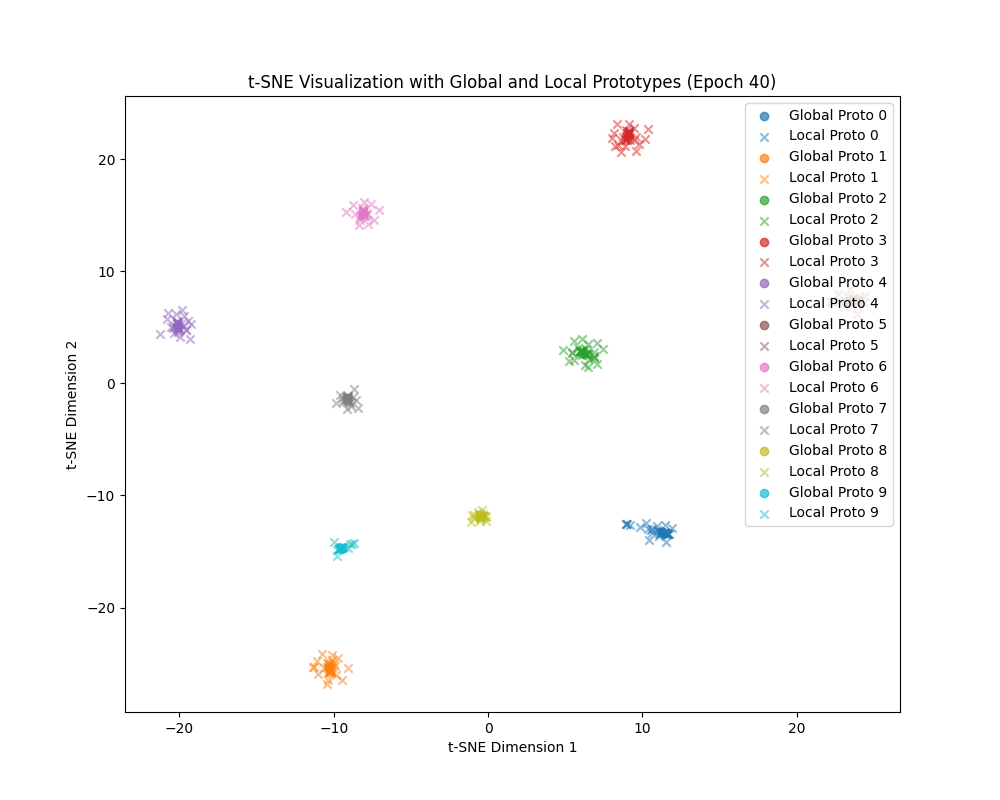 t-SNE Visualization with Global and Local Prototypes (Epoch 40)
t-SNE Dimension 2
20
10
0
−10
−20
−20
−10
0
10
20
t-SNE Dimension 1
Global Proto 0
Local Proto 0
Global Proto 1
Local Proto 1
Global Proto 2
Local Proto 2
Global Proto 3
Local Proto 3
Global Proto 4
Local Proto 4
Global Proto 5
Local Proto 5
Global Proto 6
Local Proto 6
Global Proto 7
Local Proto 7
Global Proto 8
Local Proto 8
Global Proto 9
Local Proto 9